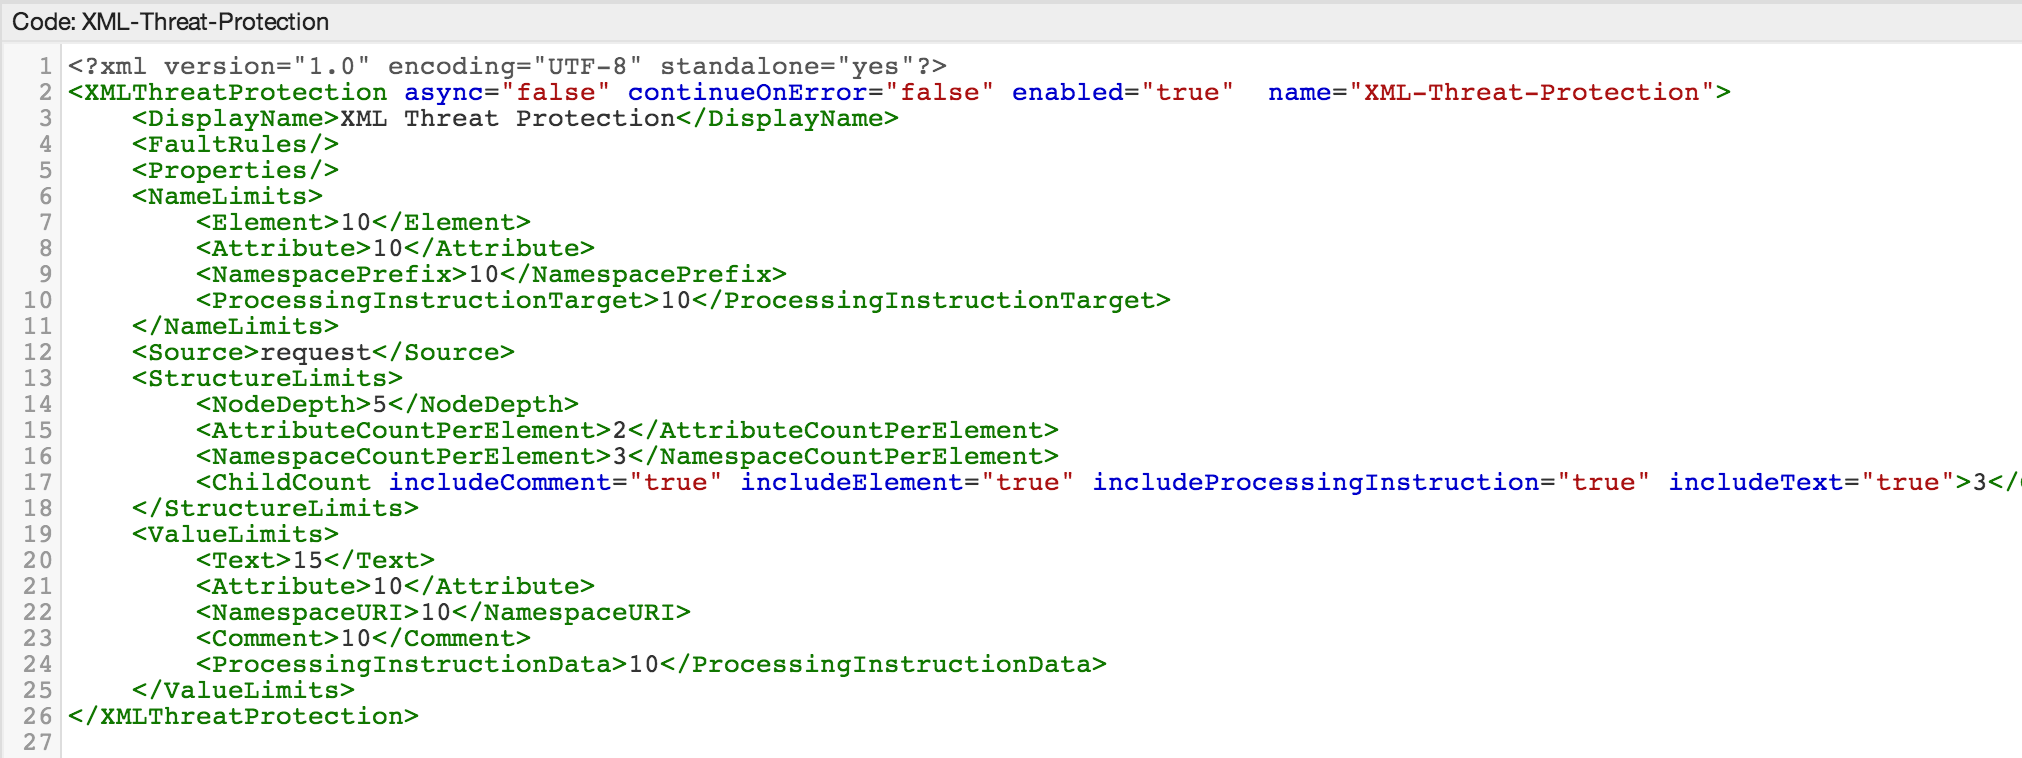 Code: XML-Threat-Protection
1 <?xml version="1.0" encoding="UTF-8" standalone="yes"?>
2 <XMLThreatProtection async="false" continueOnError="false" enabled="true"  name="XML-Threat-Protection">
3     <DisplayName>XML Threat Protection</DisplayName>
4     <FaultRules/>
5     <Properties/>
6     <NameLimits>
7         <Element>10</Element>
8         <Attribute>10</Attribute>
9         <NamespacePrefix>10</NamespacePrefix>
10         <ProcessingInstructionTarget>10</ProcessingInstructionTarget>
11     </NameLimits>
12     <Source>request</Source>
13     <StructureLimits>
14         <NodeDepth>5</NodeDepth>
15         <AttributeCountPerElement>2</AttributeCountPerElement>
16         <NamespaceCountPerElement>3</NamespaceCountPerElement>
17         <ChildCount includeComment="true" includeElement="true" includeProcessingInstruction="true" includeText="true">3</
18     </StructureLimits>
19     <ValueLimits>
20         <Text>15</Text>
21         <Attribute>10</Attribute>
22         <NamespaceURI>10</NamespaceURI>
23         <Comment>10</Comment>
24         <ProcessingInstructionData>10</ProcessingInstructionData>
25     </ValueLimits>
26 </XMLThreatProtection>
27